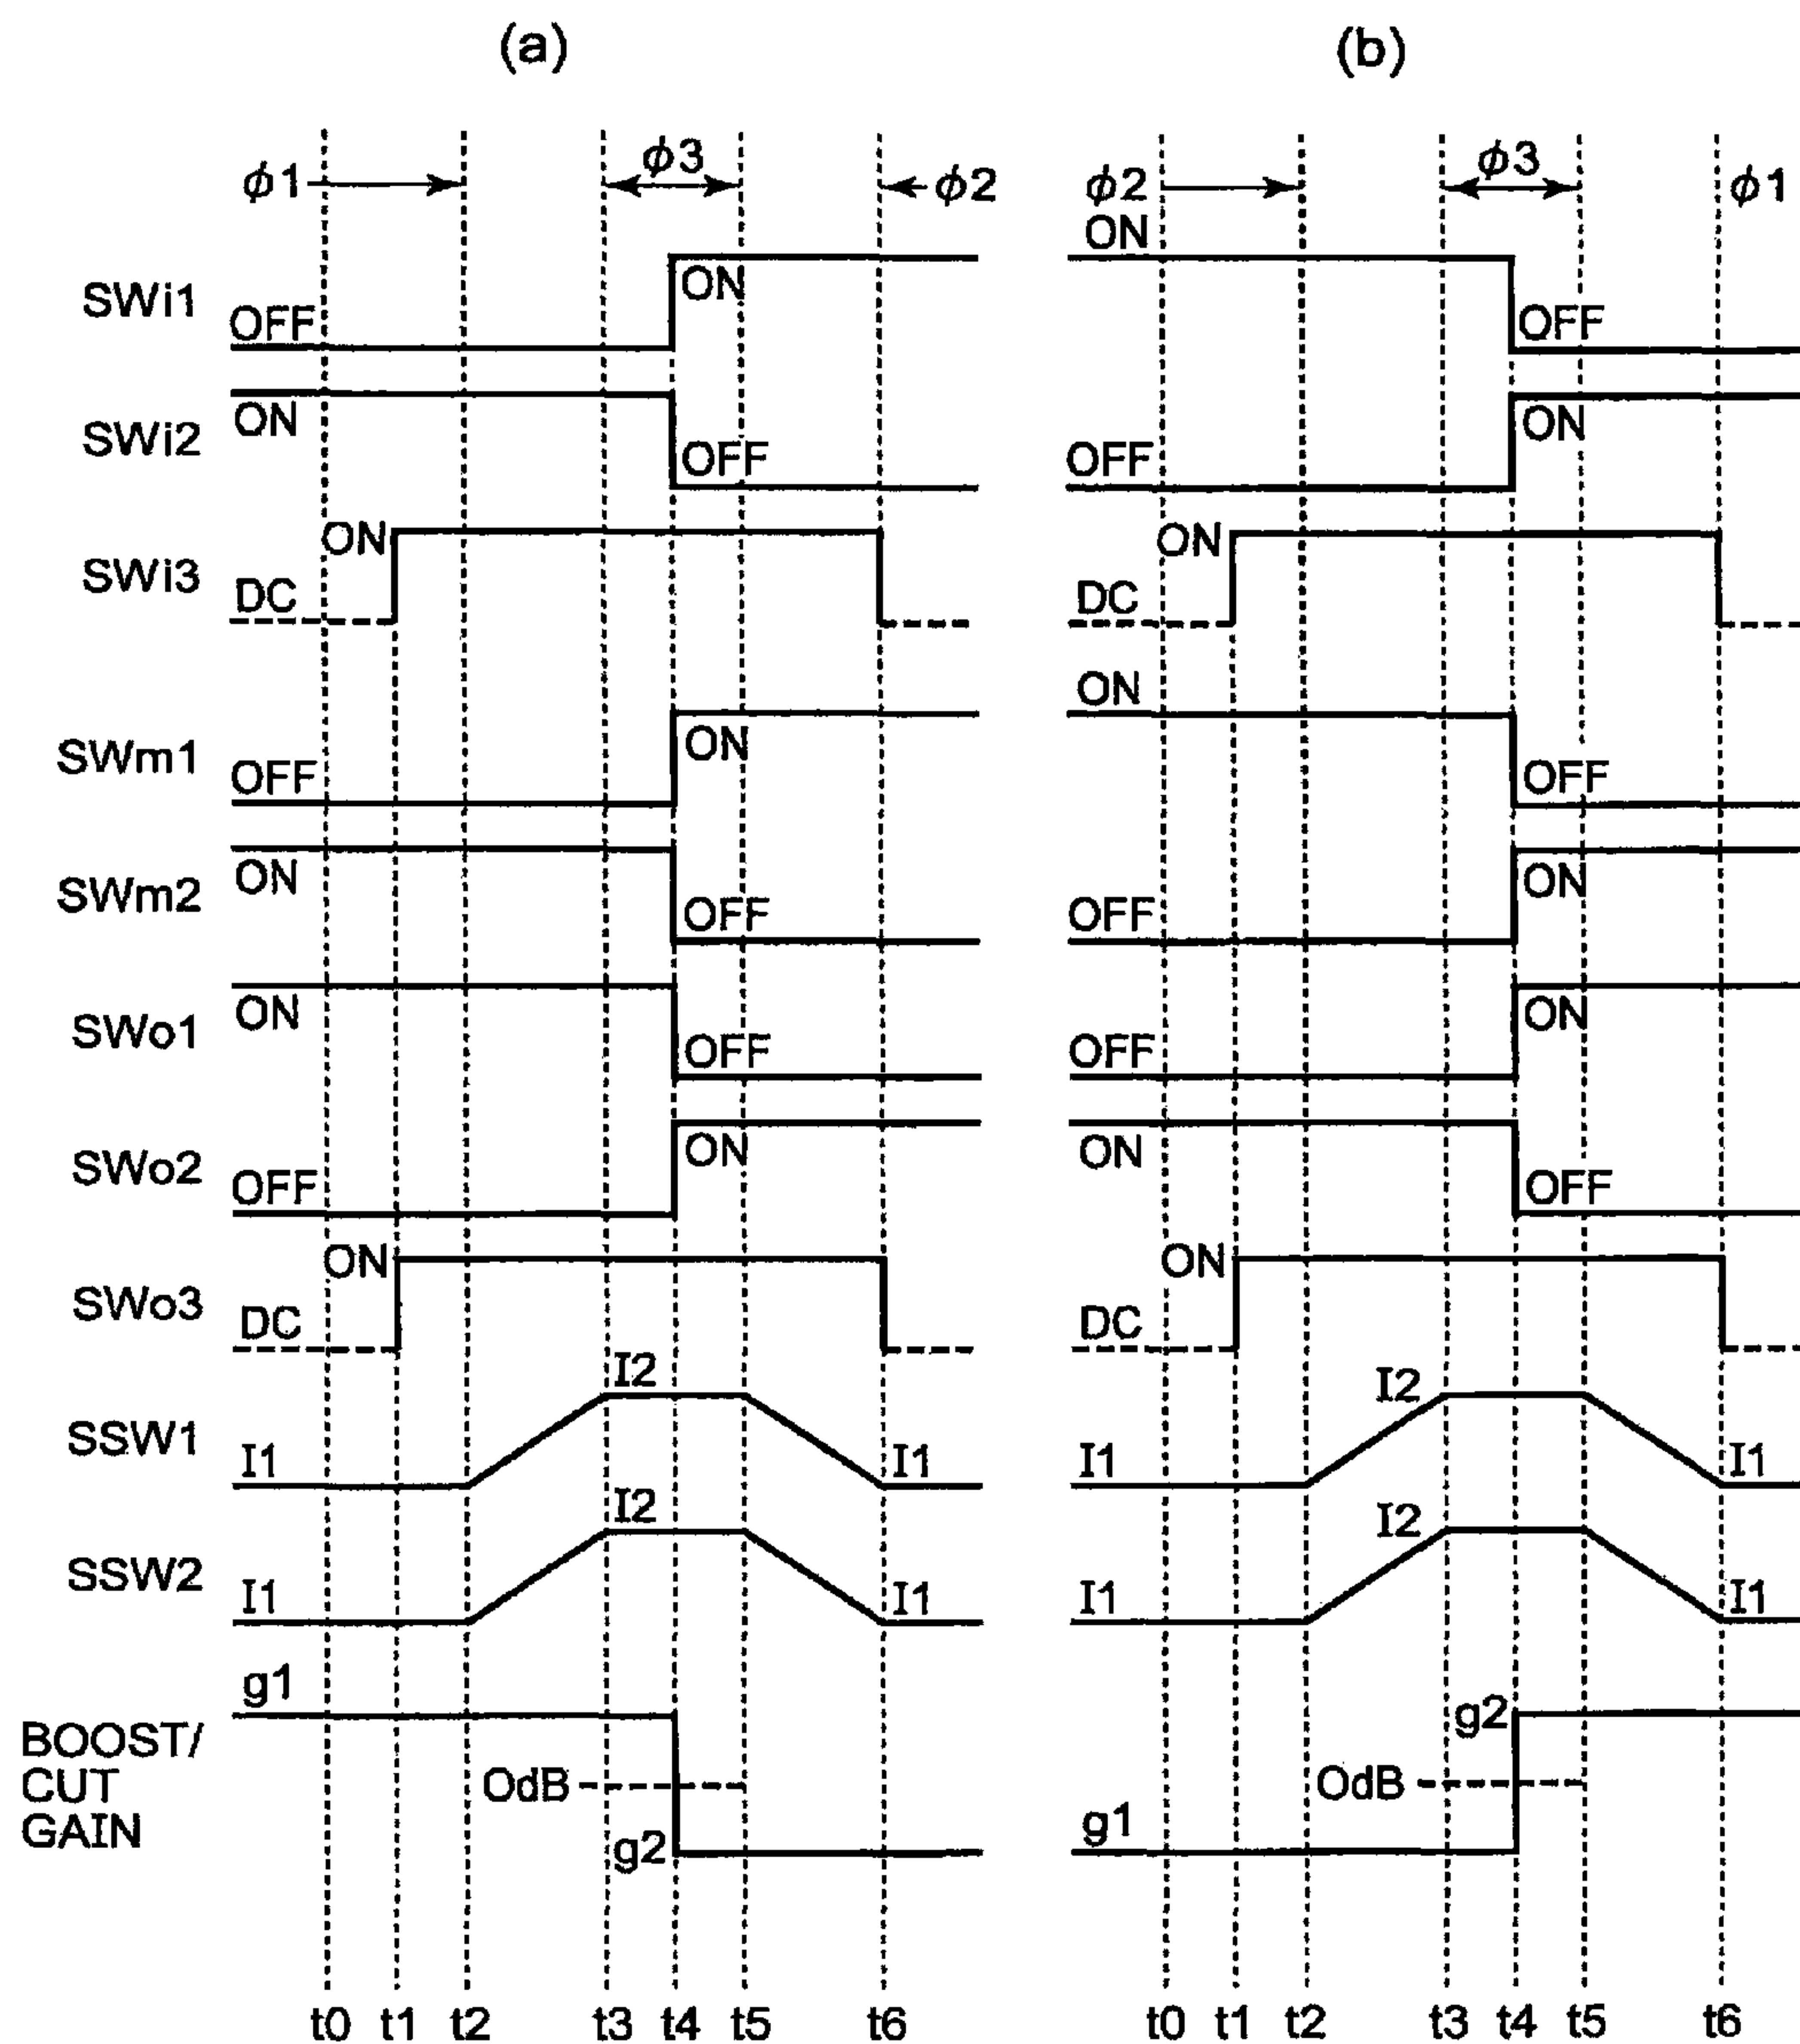 (a) (b)
ϕ1 ϕ3 ϕ2 ϕ2 ϕ3 ϕ1
SWi1 OFF ON ON OFF
SWi2 ON OFF OFF ON
SWi3 DC ON DC ON
SWm1 OFF ON ON OFF
SWm2 ON OFF OFF ON
SWo1 ON OFF OFF ON
SWo2 OFF ON ON OFF
SWo3 DC ON DC ON
SSW1 I1 I2 I1 I1 I2 I1
SSW2 I1 I2 I1 I1 I2 I1
g1 g2
BOOST/
CUT OdB OdB
GAIN g2 g1
t0 t1 t2 t3 t4 t5 t6 t0 t1 t2 t3 t4 t5 t6